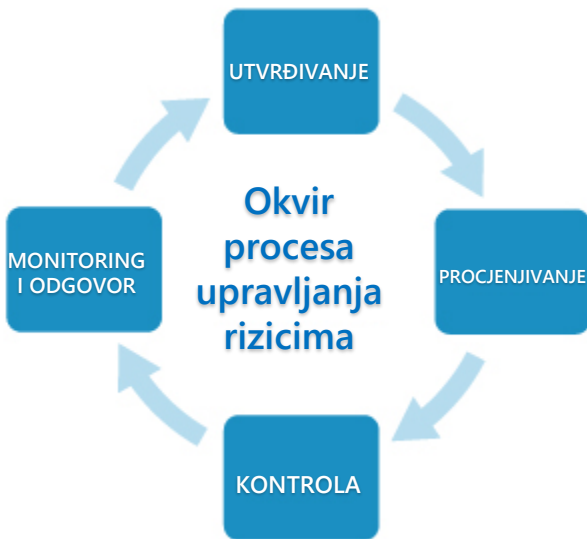 UTVRĐIVANJE
Okvir
procesa
upravljanja
rizicima
MONITORING
I ODGOVOR
PROCJENJIVANJE
KONTROLA